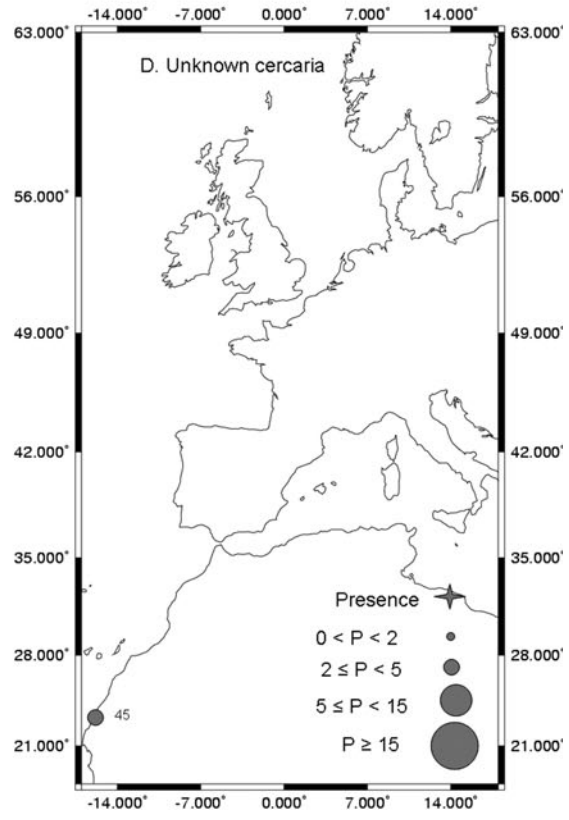 -14.000˚ -7.000˚ 0.000˚ 7.000˚ 14.000˚
63.000˚ 63.000˚
D. Unknown cercaria
56.000˚ 56.000˚
49.000˚ 49.000˚
42.000˚ 42.000˚
35.000˚ 35.000˚
Presence
0 < P < 2
28.000˚ 28.000˚
2 ≤ P < 5
5 ≤ P < 15
45
21.000˚ P ≥ 15 21.000˚
-14.000˚ -7.000˚ 0.000˚ 7.000˚ 14.000˚